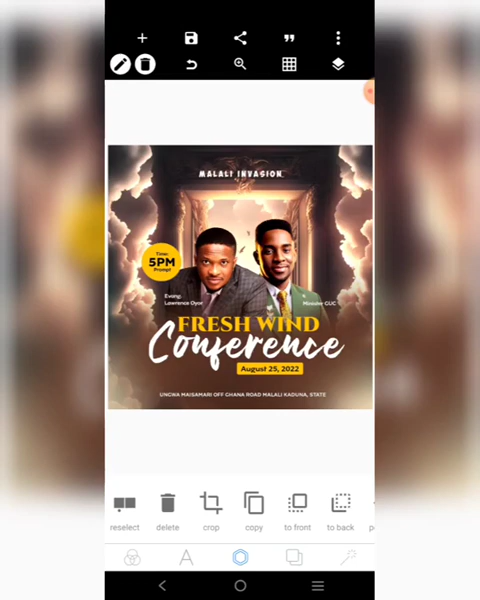 MALALI INVASION
Time:
5PM
Prompt
Evang.
Lawrence Oyor
Minister GUC
FRESH WIND
Conference
August 25, 2022
UNGWA MAISAMARI OFF GHANA ROAD MALALI KADUNA, STATE
reselect
delete
crop
copy
to front
to back